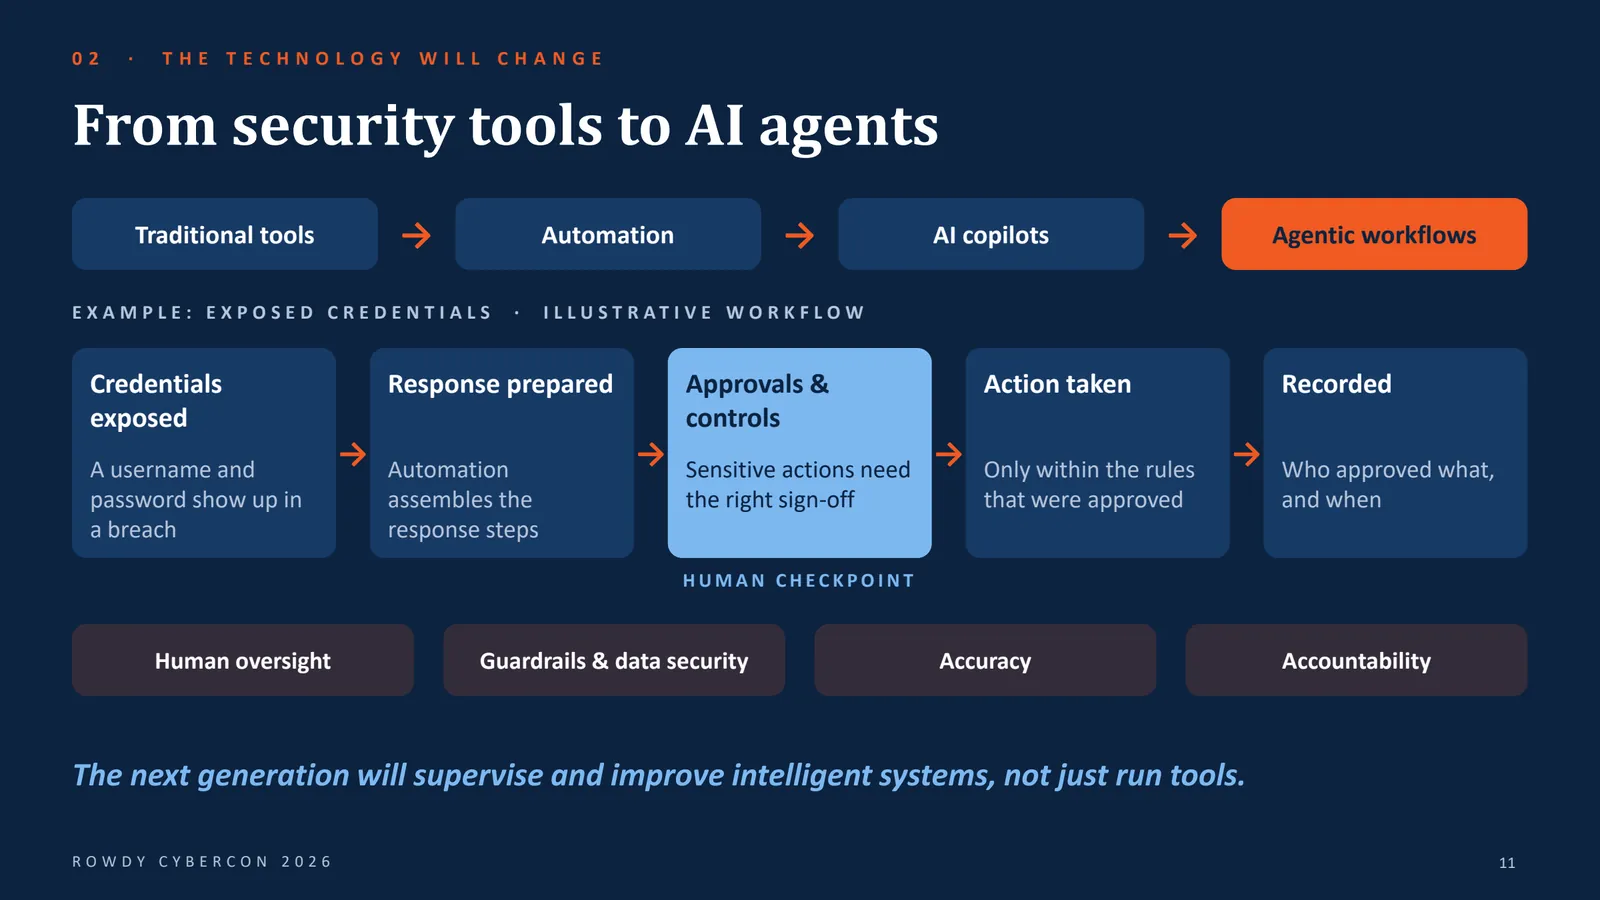 02 · THE TECHNOLOGY WILL CHANGE
From security tools to AI agents
Traditional tools → Automation → AI copilots → Agentic workflows
EXAMPLE: EXPOSED CREDENTIALS · ILLUSTRATIVE WORKFLOW
Credentials
exposed
A username and
password show up in
a breach
→
Response prepared
Automation
assembles the
response steps
→
Approvals &
controls
Sensitive actions need
the right sign-off
→
Action taken
Only within the rules
that were approved
→
Recorded
Who approved what,
and when
HUMAN CHECKPOINT
Human oversight
Guardrails & data security
Accuracy
Accountability
The next generation will supervise and improve intelligent systems, not just run tools.
ROWDY CYBERCON 2026
11